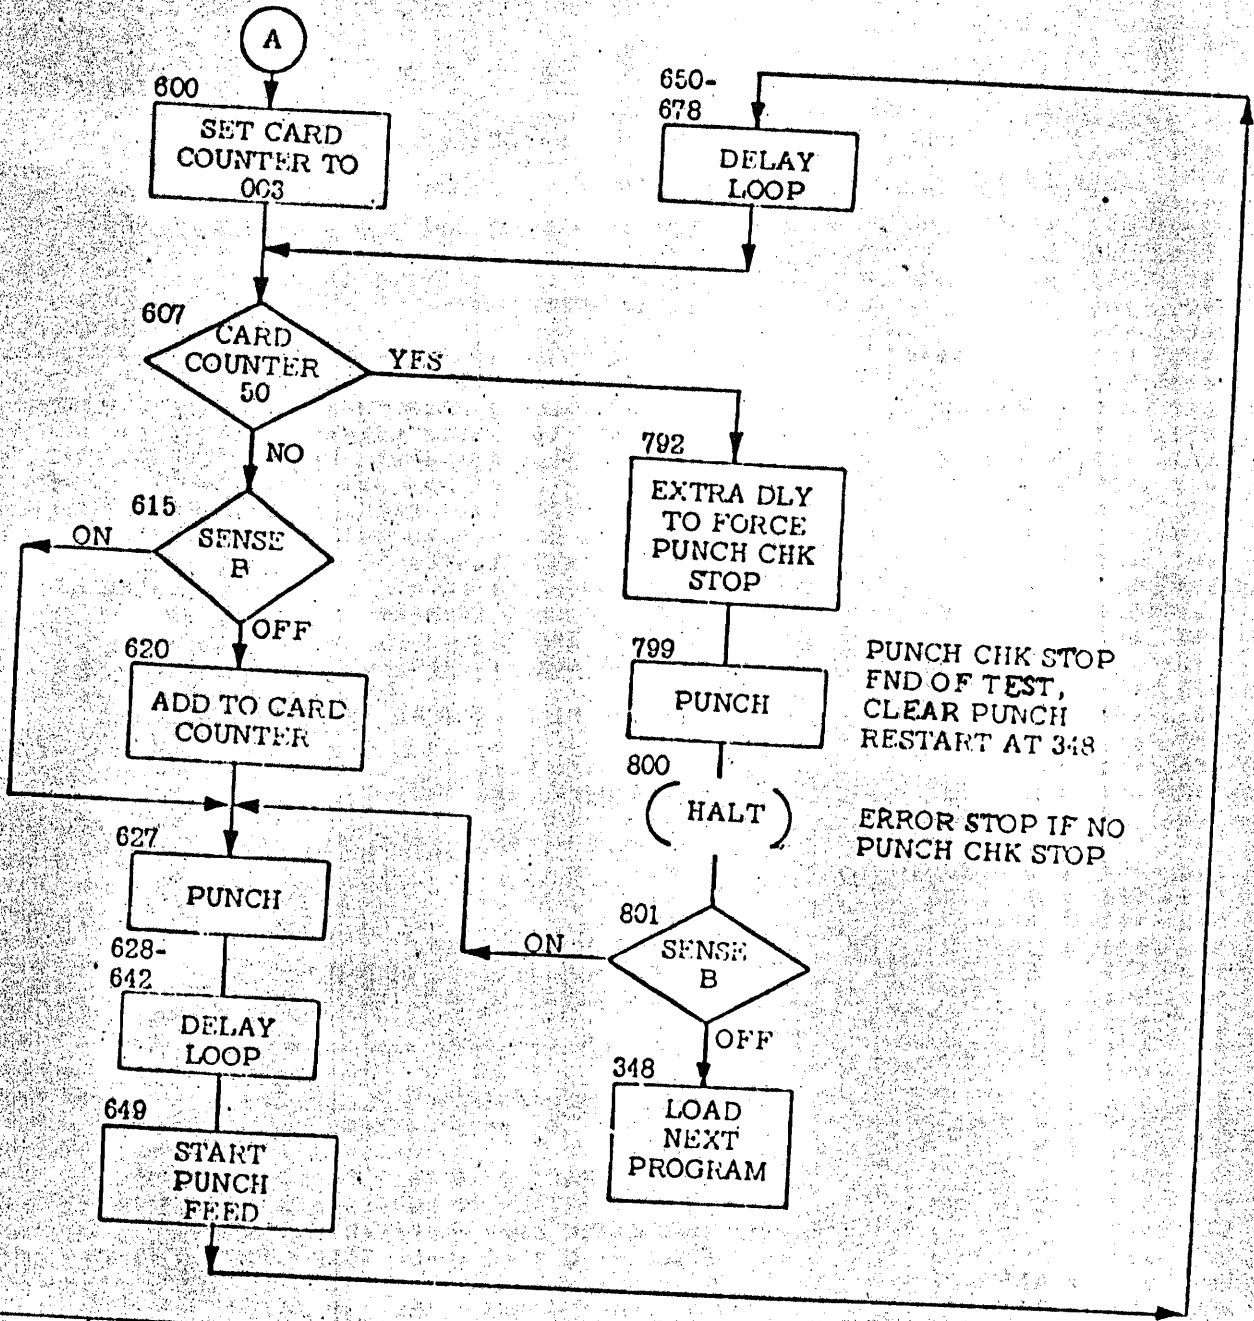 A
600
SET CARD
COUNTER TO
003
650-
678
DELAY
LOOP
607
CARD
COUNTER
50
YES
NO
615
SENSE
B
ON
OFF
620
ADD TO CARD
COUNTER
627
PUNCH
628-
642
DELAY
LOOP
649
START
PUNCH
FEED
792
EXTRA DLY
TO FORCE
PUNCH CHK
STOP
799
PUNCH
800
HALT
801
SENSE
B
ON
OFF
348
LOAD
NEXT
PROGRAM
PUNCH CHK STOP
END OF TEST,
CLEAR PUNCH
RESTART AT 348
ERROR STOP IF NO
PUNCH CHK STOP